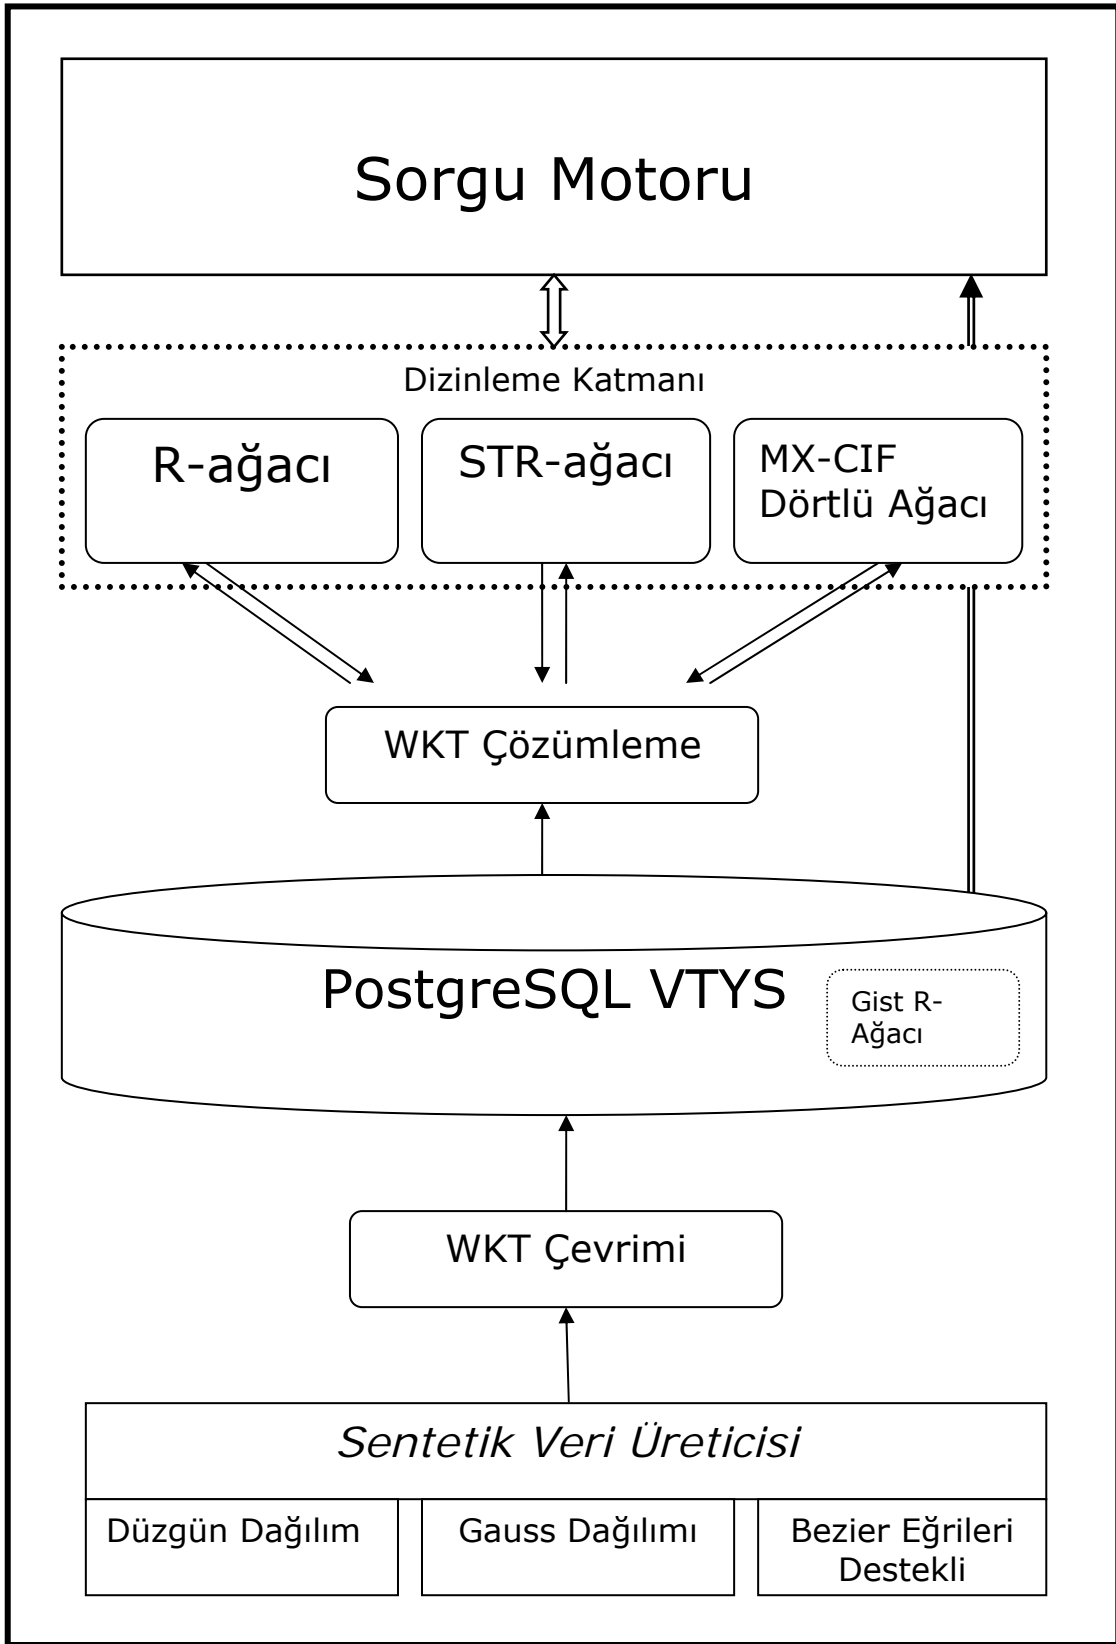 Sorgu Motoru
Dizinleme Katmanı
R-ağacı
STR-ağacı
MX-CIF
Dörtlü Ağacı
WKT Çözümleme
PostgreSQL VTYS
Gist R-
Ağacı
WKT Çevrimi
Sentetik Veri Üreticisi
Düzgün Dağılım
Gauss Dağılımı
Bezier Eğrileri
Destekli